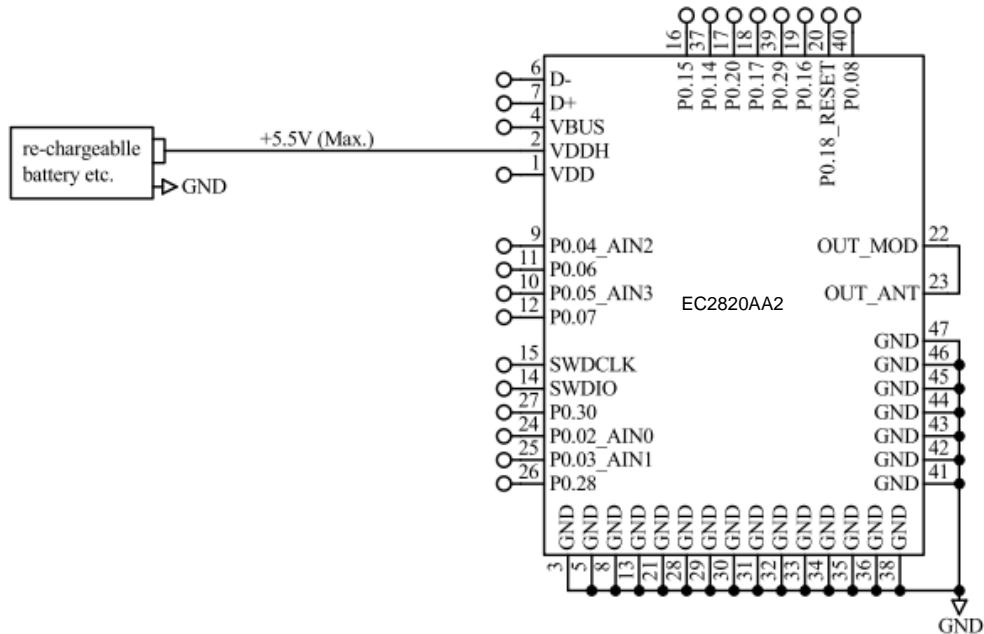 16 37 17 18 39 19 20 40
P0.15 P0.14 P0.20 P0.17 P0.29 P0.16 P0.18_RESET P0.08
6 D-
7 D+
4 VBUS
+5.5V (Max.) 2 VDDH
1 VDD
re-chargeablle
battery etc.
GND
9 P0.04_AIN2
11 P0.06
10 P0.05_AIN3
12 P0.07
15 SWDCLK
14 SWDIO
27 P0.30
24 P0.02_AIN0
25 P0.03_AIN1
26 P0.28
EC2820AA2
OUT_MOD 22
OUT_ANT 23
GND 47
GND 46
GND 45
GND 44
GND 43
GND 42
GND 41
GND GND GND GND GND GND GND GND GND GND GND GND GND GND GND
3 5 8 13 21 28 29 30 31 32 33 34 35 36 38
GND